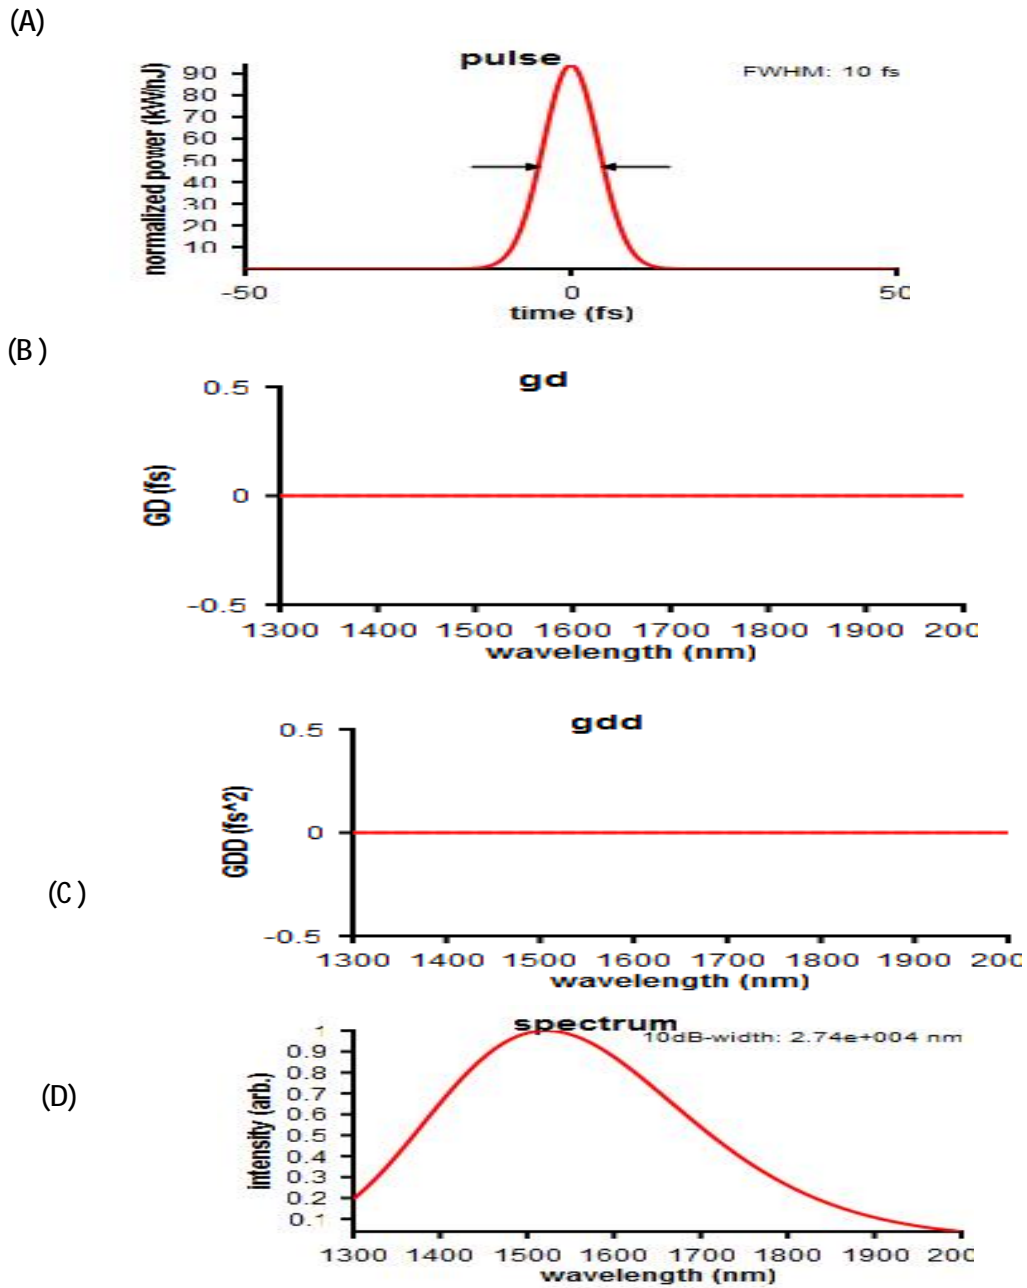 (A)
pulse
FWHM: 10 fs
normalized power (kW/nJ)
90
80
70
60
50
40
30
20
10
-50 0 50
time (fs)
(B)
gd
GD (fs)
0.5
0
-0.5
1300 1400 1500 1600 1700 1800 1900 200
wavelength (nm)
gdd
GDD (fs^2)
0.5
0
-0.5
(C)
1300 1400 1500 1600 1700 1800 1900 200
wavelength (nm)
spectrum
10dB-width: 2.74e+004 nm
(D)
intensity (arb.)
1
0.9
0.8
0.7
0.6
0.5
0.4
0.3
0.2
0.1
1300 1400 1500 1600 1700 1800 1900 200
wavelength (nm)